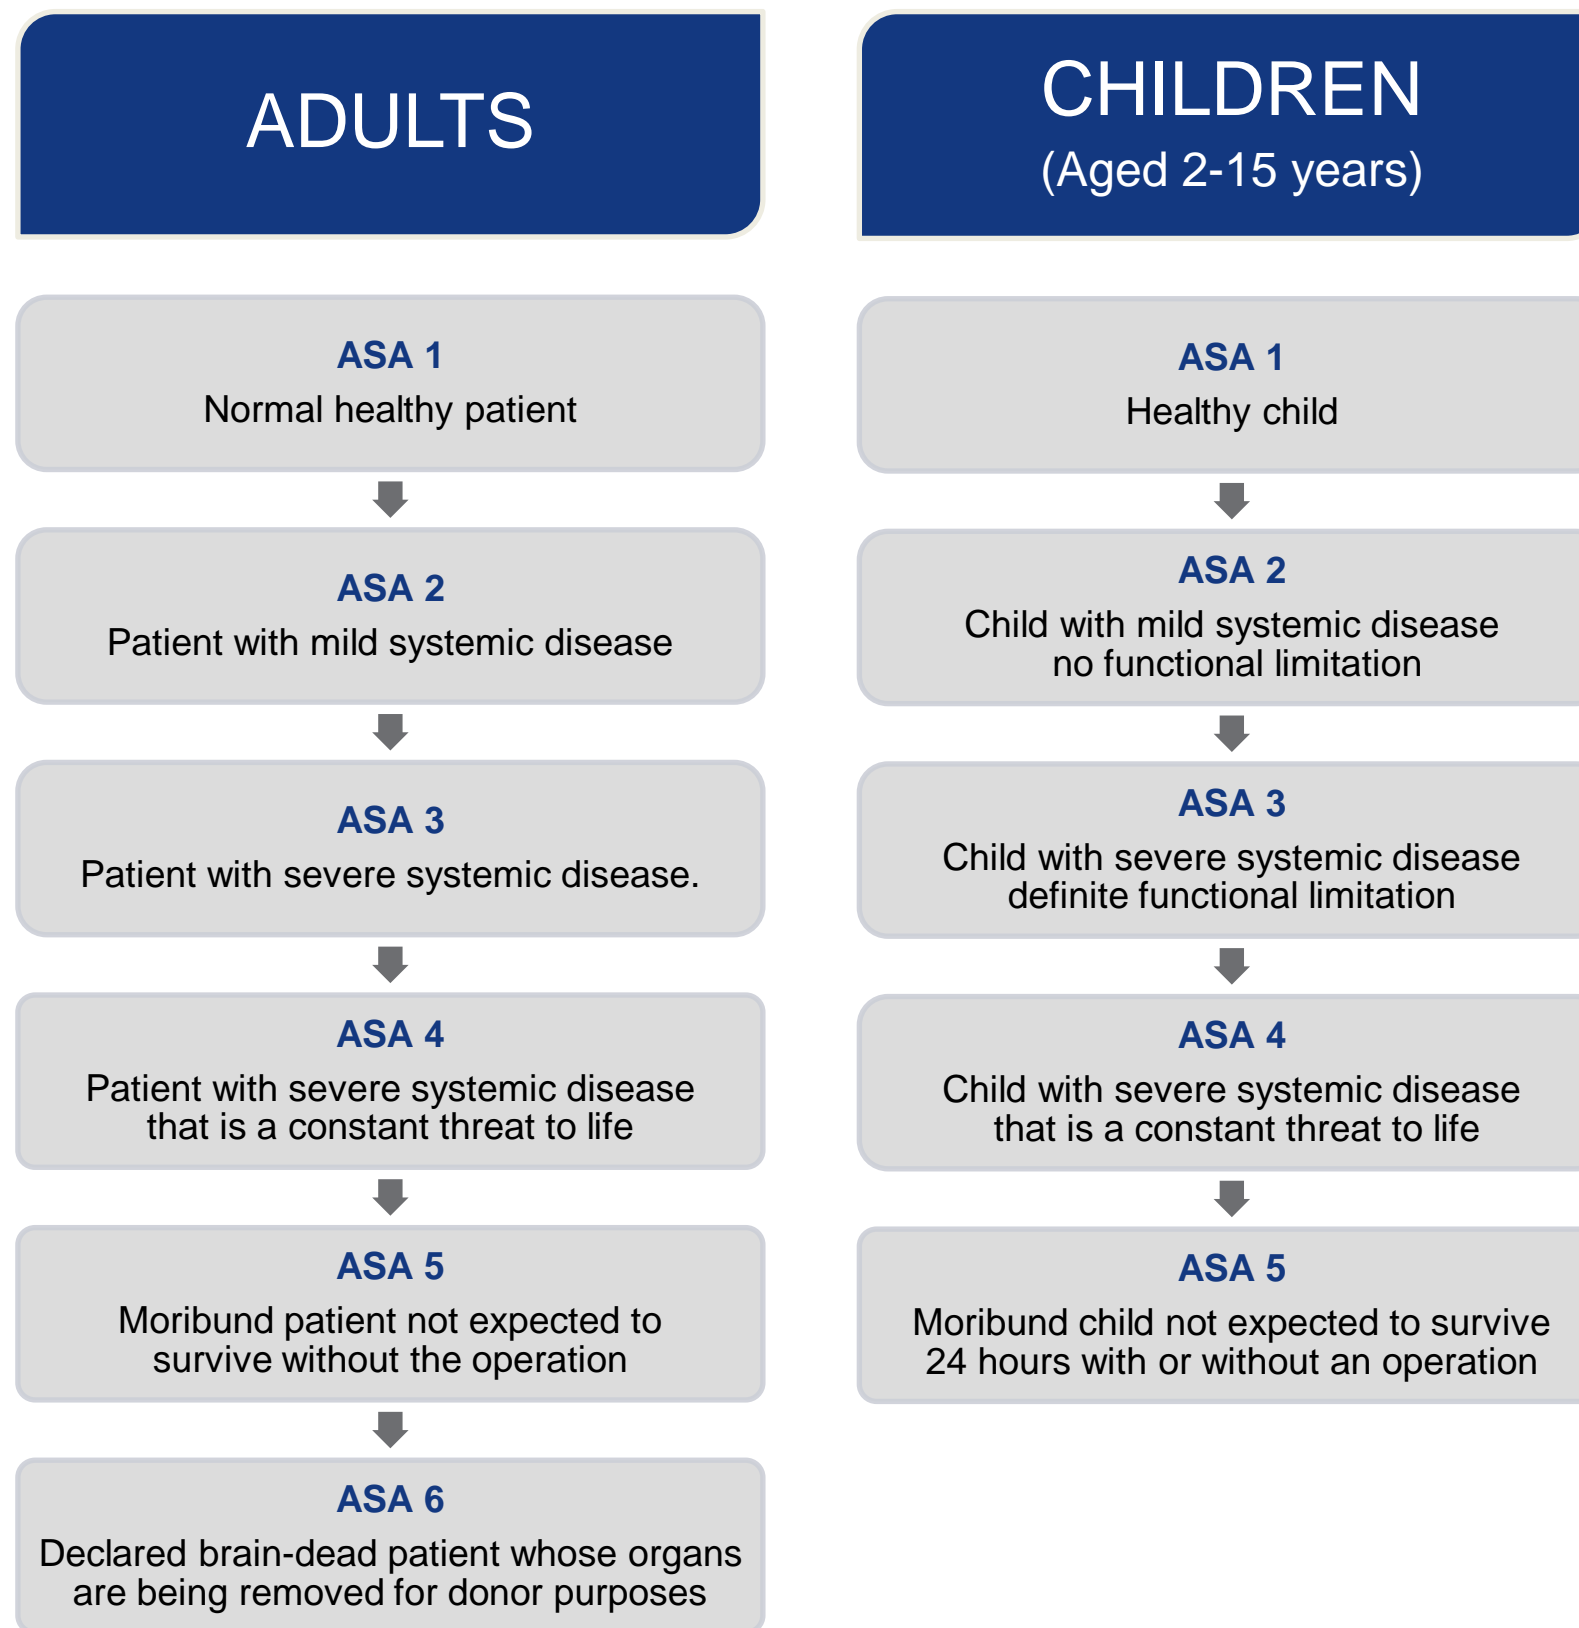 ADULTS
ASA 1
Normal healthy patient
ASA 2
Patient with mild systemic disease
ASA 3
Patient with severe systemic disease.
ASA 4
Patient with severe systemic disease
that is a constant threat to life
ASA 5
Moribund patient not expected to
survive without the operation
ASA 6
Declared brain-dead patient whose organs
are being removed for donor purposes
CHILDREN
(Aged 2-15 years)
ASA 1
Healthy child
ASA 2
Child with mild systemic disease
no functional limitation
ASA 3
Child with severe systemic disease
definite functional limitation
ASA 4
Child with severe systemic disease
that is a constant threat to life
ASA 5
Moribund child not expected to survive
24 hours with or without an operation